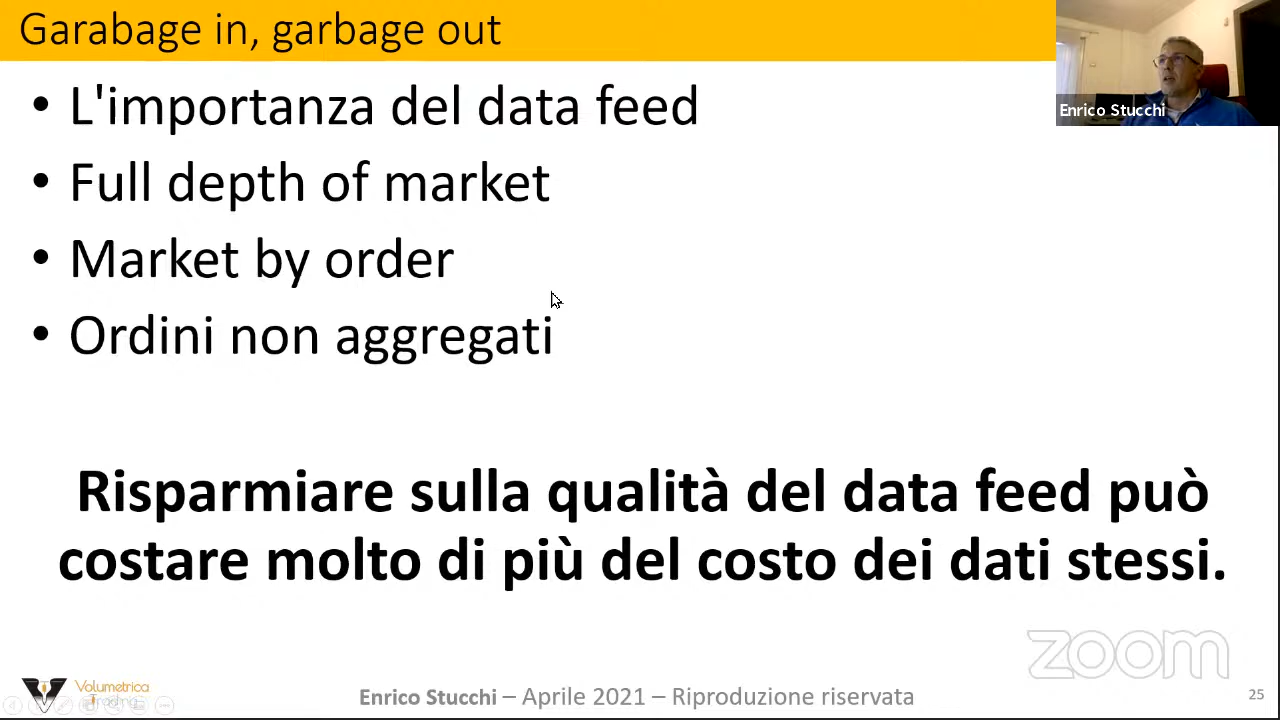 Garabage in, garbage out
Enrico Stucchi
• L'importanza del data feed
• Full depth of market
• Market by order
• Ordini non aggregati
Risparmiare sulla qualità del data feed può
costare molto di più del costo dei dati stessi.
zoom
Volumetrica
Trading
Enrico Stucchi – Aprile 2021 – Riproduzione riservata
25